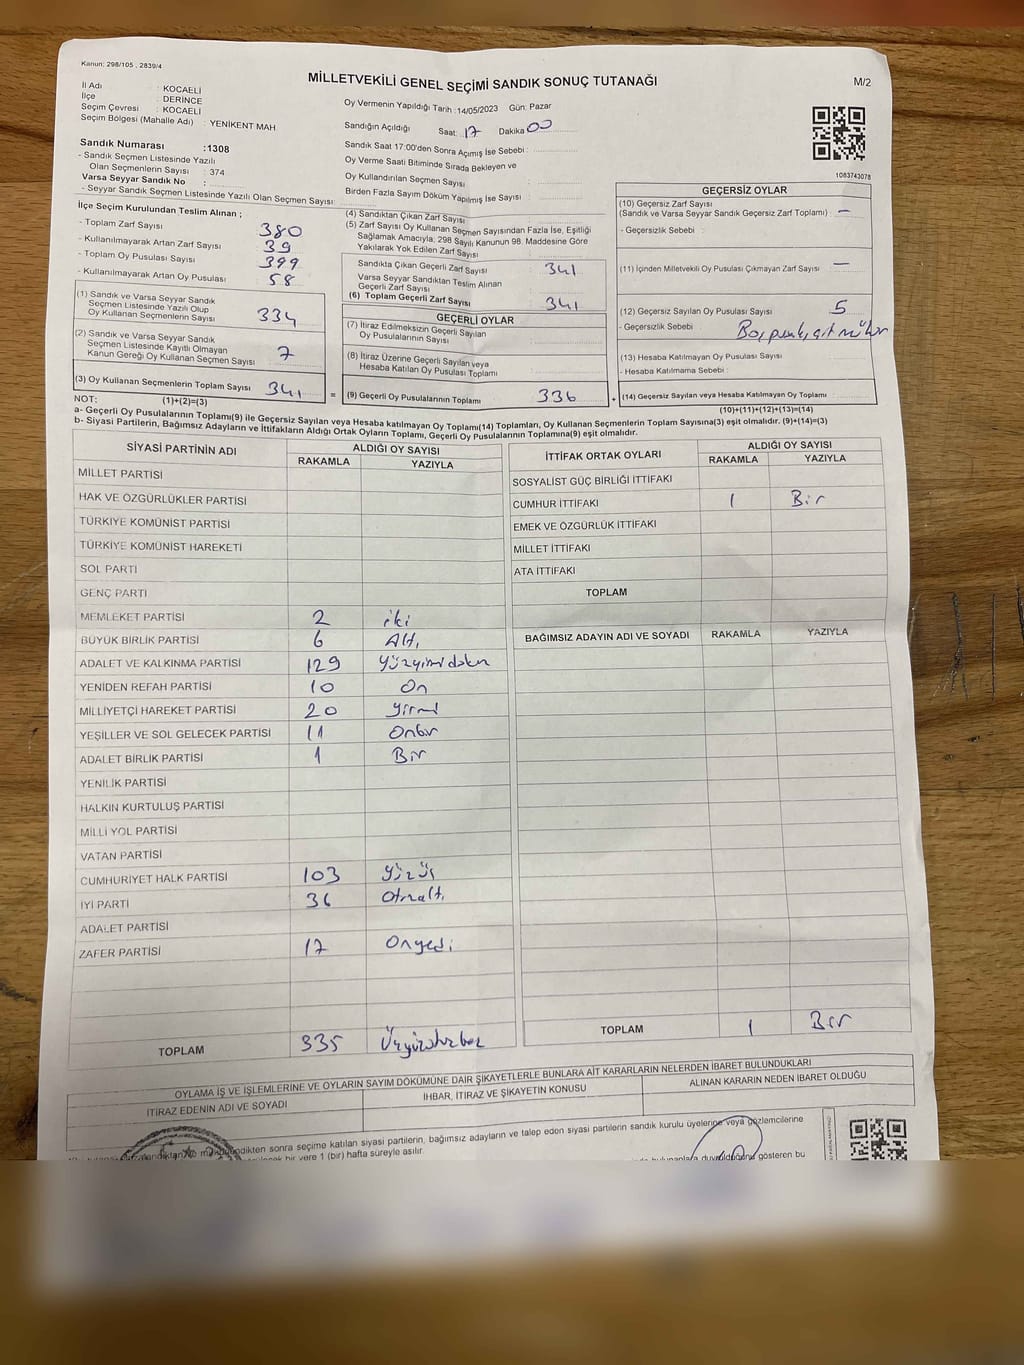 Kanun: 298/105 , 2839/4
MİLLETVEKİLİ GENEL SEÇİMİ SANDIK SONUÇ TUTANAĞI
M/2
İl Adı : KOCAELİ
İlçe : DERİNCE
Seçim Çevresi : KOCAELİ
Seçim Bölgesi (Mahalle Adı) : YENİKENT MAH
Oy Vermenin Yapıldığı Tarih : 14/05/2023 Gün: Pazar
Sandığın Açıldığı Saat: 17 Dakika 00
Sandık Saat 17:00'den Sonra Açımış İse Sebebi :
Oy Verme Saati Bitiminde Sırada Bekleyen ve
Oy Kullandırılan Seçmen Sayısı :
Birden Fazla Sayım Döküm Yapılmış İse Sayısı :
Sandık Numarası :1308
- Sandık Seçmen Listesinde Yazılı
Olan Seçmenlerin Sayısı : 374
Varsa Seyyar Sandık No :
- Seyyar Sandık Seçmen Listesinde Yazılı Olan Seçmen Sayısı:
1083743078
İlçe Seçim Kurulundan Teslim Alınan ;
- Toplam Zarf Sayısı : 380
- Kullanılmayarak Artan Zarf Sayısı : 39
- Toplam Oy Pusulası Sayısı : 399
- Kullanılmayarak Artan Oy Pusulası : 58
(1) Sandık ve Varsa Seyyar Sandık
Seçmen Listesinde Yazılı Olup
Oy Kullanan Seçmenlerin Sayısı : 334
(2) Sandık ve Varsa Seyyar Sandık
Seçmen Listesinde Kayıtlı Olmayan
Kanun Gereği Oy Kullanan Seçmen Sayısı : 7
(3) Oy Kullanan Seçmenlerin Toplam Sayısı : 341
(4) Sandıktan Çıkan Zarf Sayısı
(5) Zarf Sayısı Oy Kullanan Seçmen Sayısından Fazla İse, Eşitliği
Sağlamak Amacıyla; 298 Sayılı Kanunun 98. Maddesine Göre
Yakılarak Yok Edilen Zarf Sayısı :
Sandıkta Çıkan Geçerli Zarf Sayısı : 341
Varsa Seyyar Sandıktan Teslim Alınan
Geçerli Zarf Sayısı :
(6) Toplam Geçerli Zarf Sayısı : 341
GEÇERLİ OYLAR
(7) İtiraz Edilmeksizin Geçerli Sayılan
Oy Pusulalarının Sayısı :
(8) İtiraz Üzerine Geçerli Sayılan veya
Hesaba Katılan Oy Pusulası Toplamı :
= (9) Geçerli Oy Pusulalarının Toplamı : 336
GEÇERSİZ OYLAR
(10) Geçersiz Zarf Sayısı
(Sandık ve Varsa Seyyar Sandık Geçersiz Zarf Toplamı) : —
- Geçersizlik Sebebi :
(11) İçinden Milletvekili Oy Pusulası Çıkmayan Zarf Sayısı : —
(12) Geçersiz Sayılan Oy Pusulası Sayısı : 5
- Geçersizlik Sebebi :
(13) Hesaba Katılmayan Oy Pusulası Sayısı :
- Hesaba Katılmama Sebebi :
+ (14) Geçersiz Sayılan veya Hesaba Katılmayan Oy Toplamı :
NOT: (1)+(2)=(3)
(10)+(11)+(12)+(13)=(14)
a- Geçerli Oy Pusulalarının Toplamı(9) ile Geçersiz Sayılan veya Hesaba katılmayan Oy Toplamı(14) Toplamları, Oy Kullanan Seçmenlerin Toplam Sayısına(3) eşit olmalıdır. (9)+(14)=(3)
b- Siyasi Partilerin, Bağımsız Adayların ve İttifakların Aldığı Ortak Oyların Toplamı, Geçerli Oy Pusulalarının Toplamına(9) eşit olmalıdır.
SİYASİ PARTİNİN ADI ALDIĞI OY SAYISI
RAKAMLA YAZIYLA
MİLLET PARTİSİ
HAK VE ÖZGÜRLÜKLER PARTİSİ
TÜRKİYE KOMÜNİST PARTİSİ
TÜRKİYE KOMÜNİST HAREKETİ
SOL PARTİ
GENÇ PARTİ
MEMLEKET PARTİSİ 2 iki
BÜYÜK BİRLİK PARTİSİ 6 Altı
ADALET VE KALKINMA PARTİSİ 129 Yüzyirmidokuz
YENİDEN REFAH PARTİSİ 10 On
MİLLİYETÇİ HAREKET PARTİSİ 20 Yirmi
YEŞİLLER VE SOL GELECEK PARTİSİ 11 Onbir
ADALET BİRLİK PARTİSİ 1 Bir
YENİLİK PARTİSİ
HALKIN KURTULUŞ PARTİSİ
MİLLİ YOL PARTİSİ
VATAN PARTİSİ
CUMHURİYET HALK PARTİSİ 103 Yüzüç
İYİ PARTİ 36 Otuzaltı
ADALET PARTİSİ
ZAFER PARTİSİ 17 Onyedi
TOPLAM 335 Üçyüzotuzbeş
İTTİFAK ORTAK OYLARI ALDIĞI OY SAYISI
RAKAMLA YAZIYLA
SOSYALİST GÜÇ BİRLİĞİ İTTİFAKI
CUMHUR İTTİFAKI 1 Bir
EMEK VE ÖZGÜRLÜK İTTİFAKI
MİLLET İTTİFAKI
ATA İTTİFAKI
TOPLAM
BAĞIMSIZ ADAYIN ADI VE SOYADI RAKAMLA YAZIYLA
TOPLAM 1 Bir
OYLAMA İŞ VE İŞLEMLERİNE VE OYLARIN SAYIM DÖKÜMÜNE DAİR ŞİKAYETLERLE BUNLARA AİT KARARLARIN NELERDEN İBARET BULUNDUKLARI
İTİRAZ EDENİN ADI VE SOYADI İHBAR, İTİRAZ VE ŞİKAYETİN KONUSU ALINAN KARARIN NEDEN İBARET OLDUĞU
dikten sonra seçime katılan siyasi partilerin, bağımsız adayların ve talep eden siyasi partilerin sandık kurulu üyelerine veya gözlemcilerine
bir yere 1 (bir) hafta süreyle asılır.
gösteren bu